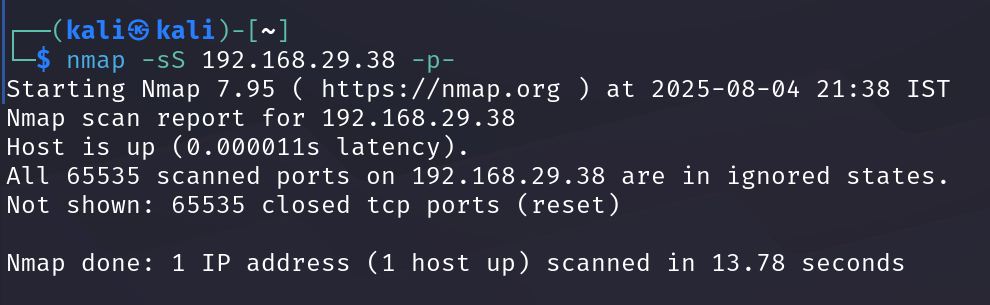 ┌──(kali㉿kali)-[~]
└─$ nmap -sS 192.168.29.38 -p-
Starting Nmap 7.95 ( https://nmap.org ) at 2025-08-04 21:38 IST
Nmap scan report for 192.168.29.38
Host is up (0.000011s latency).
All 65535 scanned ports on 192.168.29.38 are in ignored states.
Not shown: 65535 closed tcp ports (reset)
Nmap done: 1 IP address (1 host up) scanned in 13.78 seconds